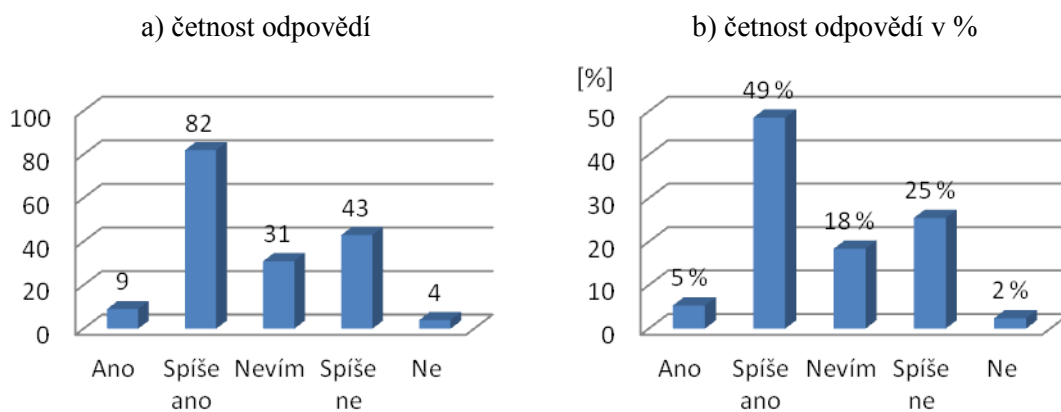 a) četnost odpovědí
100
80
60
40
20
0
9
82
31
43
4
Ano
Spíše ano
Nevím
Spíše ne
Ne
b) četnost odpovědí v %
[%]
50
40
30
20
10
0
5 %
49 %
18 %
25 %
2 %
Ano
Spíše ano
Nevím
Spíše ne
Ne